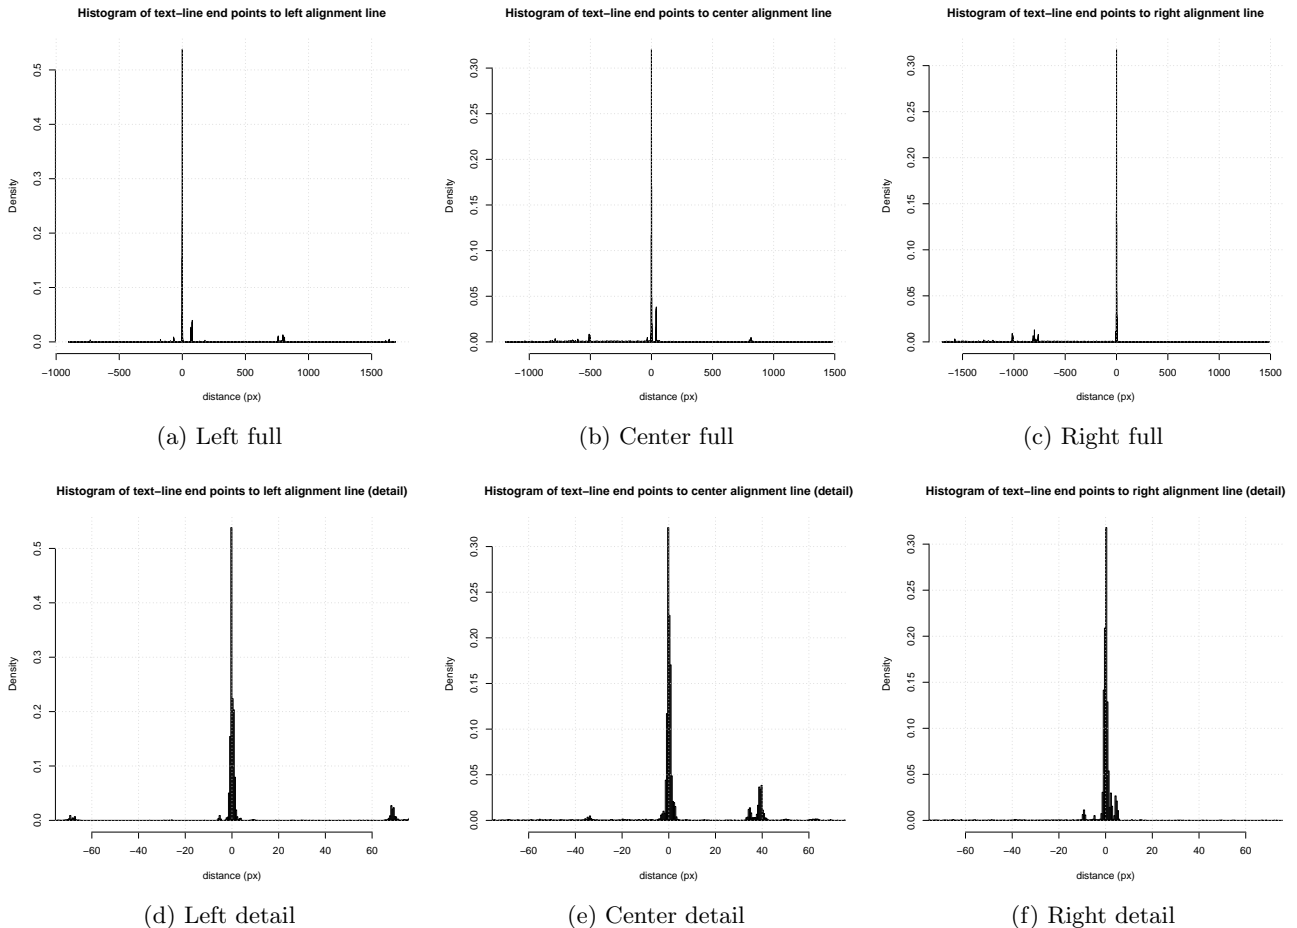 Histogram of text−line end points to left alignment line
Density
0.0 0.1 0.2 0.3 0.4 0.5
−1000 −500 0 500 1000 1500
distance (px)
(a) Left full
Histogram of text−line end points to center alignment line
Density
0.00 0.05 0.10 0.15 0.20 0.25 0.30
−1000 −500 0 500 1000 1500
distance (px)
(b) Center full
Histogram of text−line end points to right alignment line
Density
0.00 0.05 0.10 0.15 0.20 0.25 0.30
−1500 −1000 −500 0 500 1000 1500
distance (px)
(c) Right full
Histogram of text−line end points to left alignment line (detail)
Density
0.0 0.1 0.2 0.3 0.4 0.5
−60 −40 −20 0 20 40 60
distance (px)
(d) Left detail
Histogram of text−line end points to center alignment line (detail)
Density
0.00 0.05 0.10 0.15 0.20 0.25 0.30
−60 −40 −20 0 20 40 60
distance (px)
(e) Center detail
Histogram of text−line end points to right alignment line (detail)
Density
0.00 0.05 0.10 0.15 0.20 0.25 0.30
−60 −40 −20 0 20 40 60
distance (px)
(f) Right detail